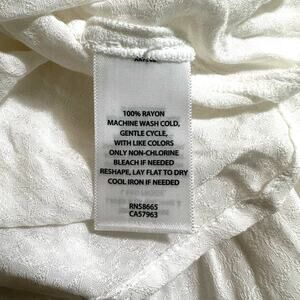 100% RAYON
MACHINE WASH COLD,
GENTLE CYCLE,
WITH LIKE COLORS
ONLY NON-CHLORINE
BLEACH IF NEEDED
RESHAPE, LAY FLAT TO DRY
COOL IRON IF NEEDED
RN58665
CA57963